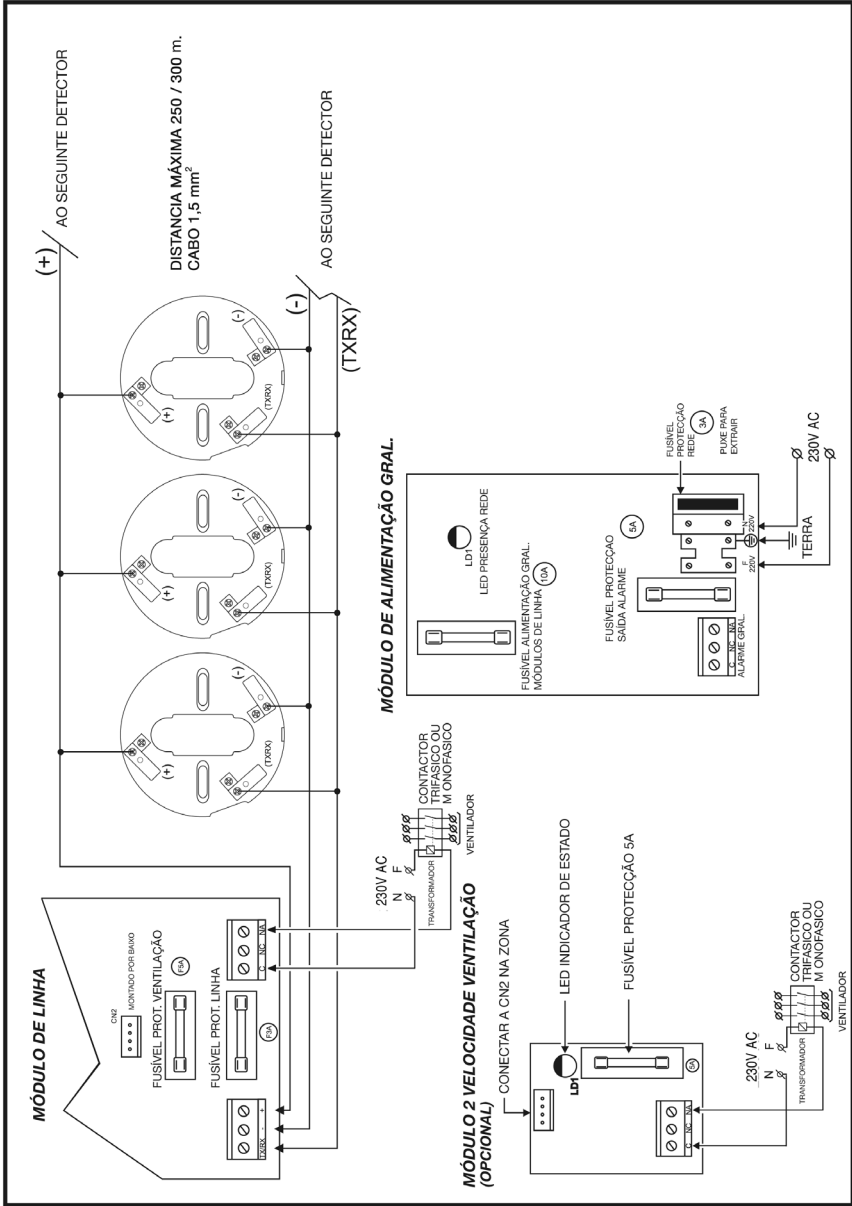 MÓDULO DE LINHA
CN2
MONTADO POR BAIXO
FUSÍVEL PROT. VENTILAÇÃO
F5A
FUSÍVEL PROT. LINHA
F3A
TX/RX - +
C NC NA
230V AC
N F
TRANSFORMADOR
CONTACTOR
TRIFASICO OU
M ONOFASICO
VENTILADOR
(+)
(-)
(TXRX)
(+)
(-)
(TXRX)
(+)
(-)
(TXRX)
(+)
AO SEGUINTE DETECTOR
DISTANCIA MÁXIMA 250 / 300 m.
CABO 1,5 mm²
(-)
(TXRX)
AO SEGUINTE DETECTOR
MÓDULO 2 VELOCIDADE VENTILAÇÃO
(OPCIONAL)
CONECTAR A CN2 NA ZONA
LED INDICADOR DE ESTADO
LD1
FUSÍVEL PROTECÇÃO 5A
5A
C NC NA
230V AC
N F
TRANSFORMADOR
CONTACTOR
TRIFASICO OU
M ONOFASICO
VENTILADOR
MÓDULO DE ALIMENTAÇÃO GRAL.
LD1
LED PRESENÇA REDE
FUSÍVEL ALIMENTAÇÃO GRAL.
MÓDULOS DE LINHA
10A
FUSÍVEL PROTECÇAO
SAÍDA ALARME
5A
C NC NA
ALARME GRAL.
FUSÍVEL
PROTECÇÃO
REDE
3A
PUXE PARA
EXTRAIR
F
220V
N
220V
TERRA
230V AC